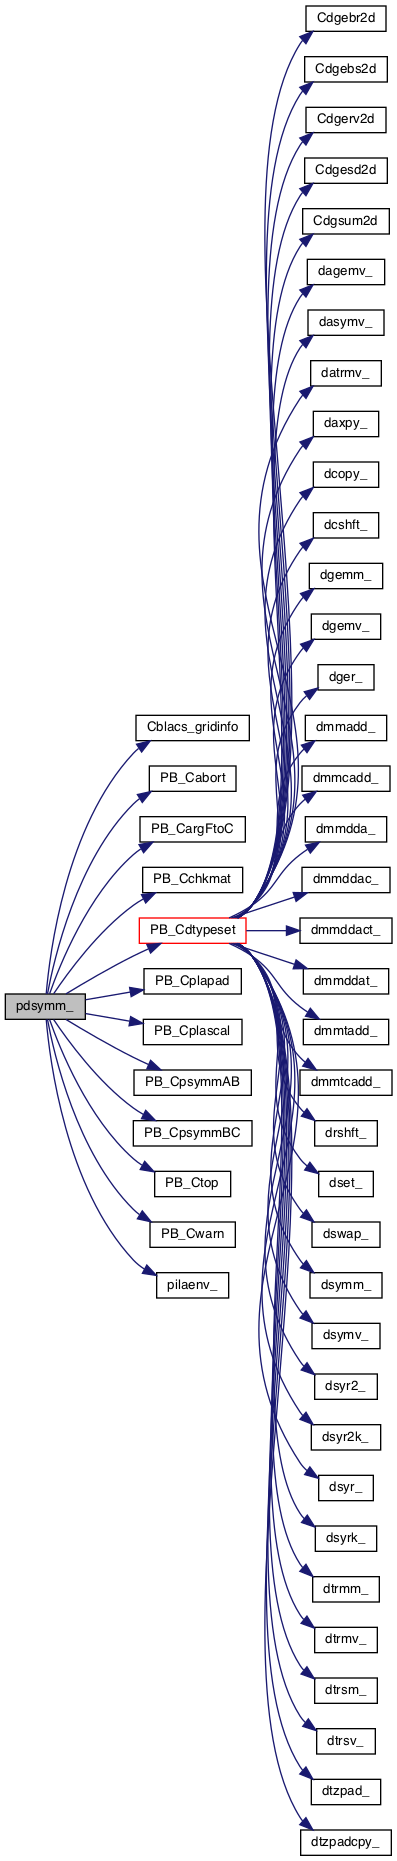 pdsymm_
Cblacs_gridinfo
PB_Cabort
PB_CargFtoC
PB_Cchkmat
PB_Cdtypeset
PB_Cplapad
PB_Cplascal
PB_CpsymmAB
PB_CpsymmBC
PB_Ctop
PB_Cwarn
pilaenv_
Cdgebr2d
Cdgebs2d
Cdgerv2d
Cdgesd2d
Cdgsum2d
dagemv_
dasymv_
datrmv_
daxpy_
dcopy_
dcshft_
dgemm_
dgemv_
dger_
dmmadd_
dmmcadd_
dmmdda_
dmmddac_
dmmddact_
dmmddat_
dmmtadd_
dmmtcadd_
drshft_
dset_
dswap_
dsymm_
dsymv_
dsyr2_
dsyr2k_
dsyr_
dsyrk_
dtrmm_
dtrmv_
dtrsm_
dtrsv_
dtzpad_
dtzpadcpy_